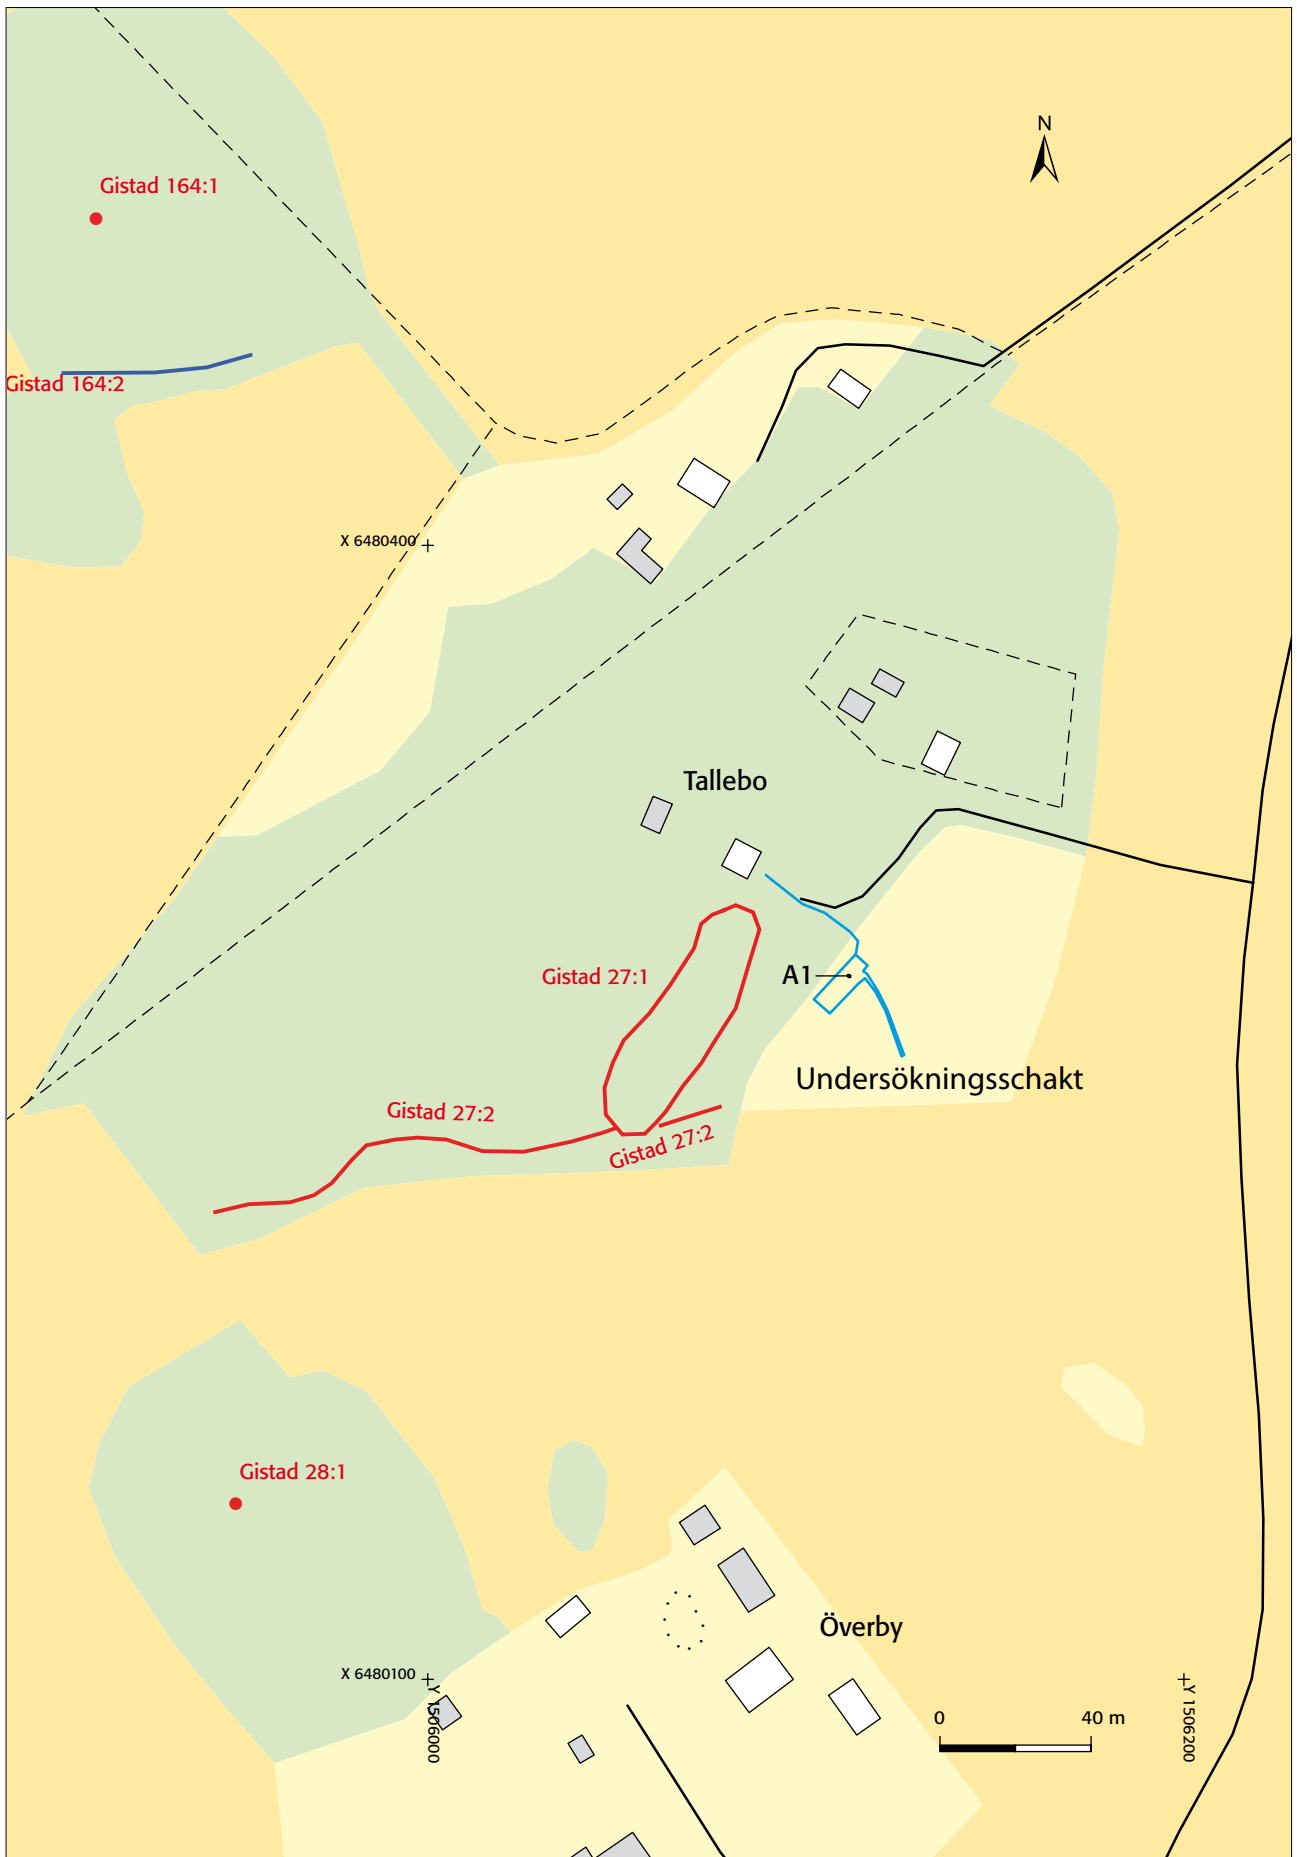 N
Gistad 164:1
Gistad 164:2
X 6480400
Tallebo
Gistad 27:1
A1
Undersökningsschakt
Gistad 27:2
Gistad 27:2
Gistad 28:1
Överby
X 6480100
Y 1506000
0 40 m
Y 1506200